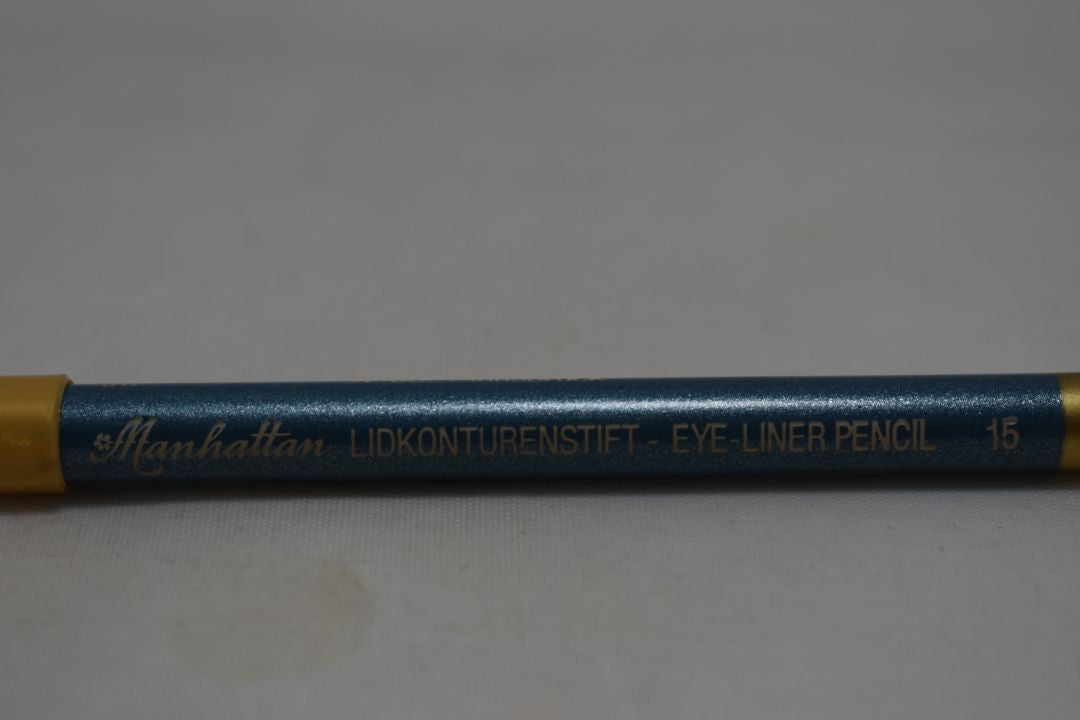 Manhattan LIDKONTURENSTIFT - EYE-LINER PENCIL 15